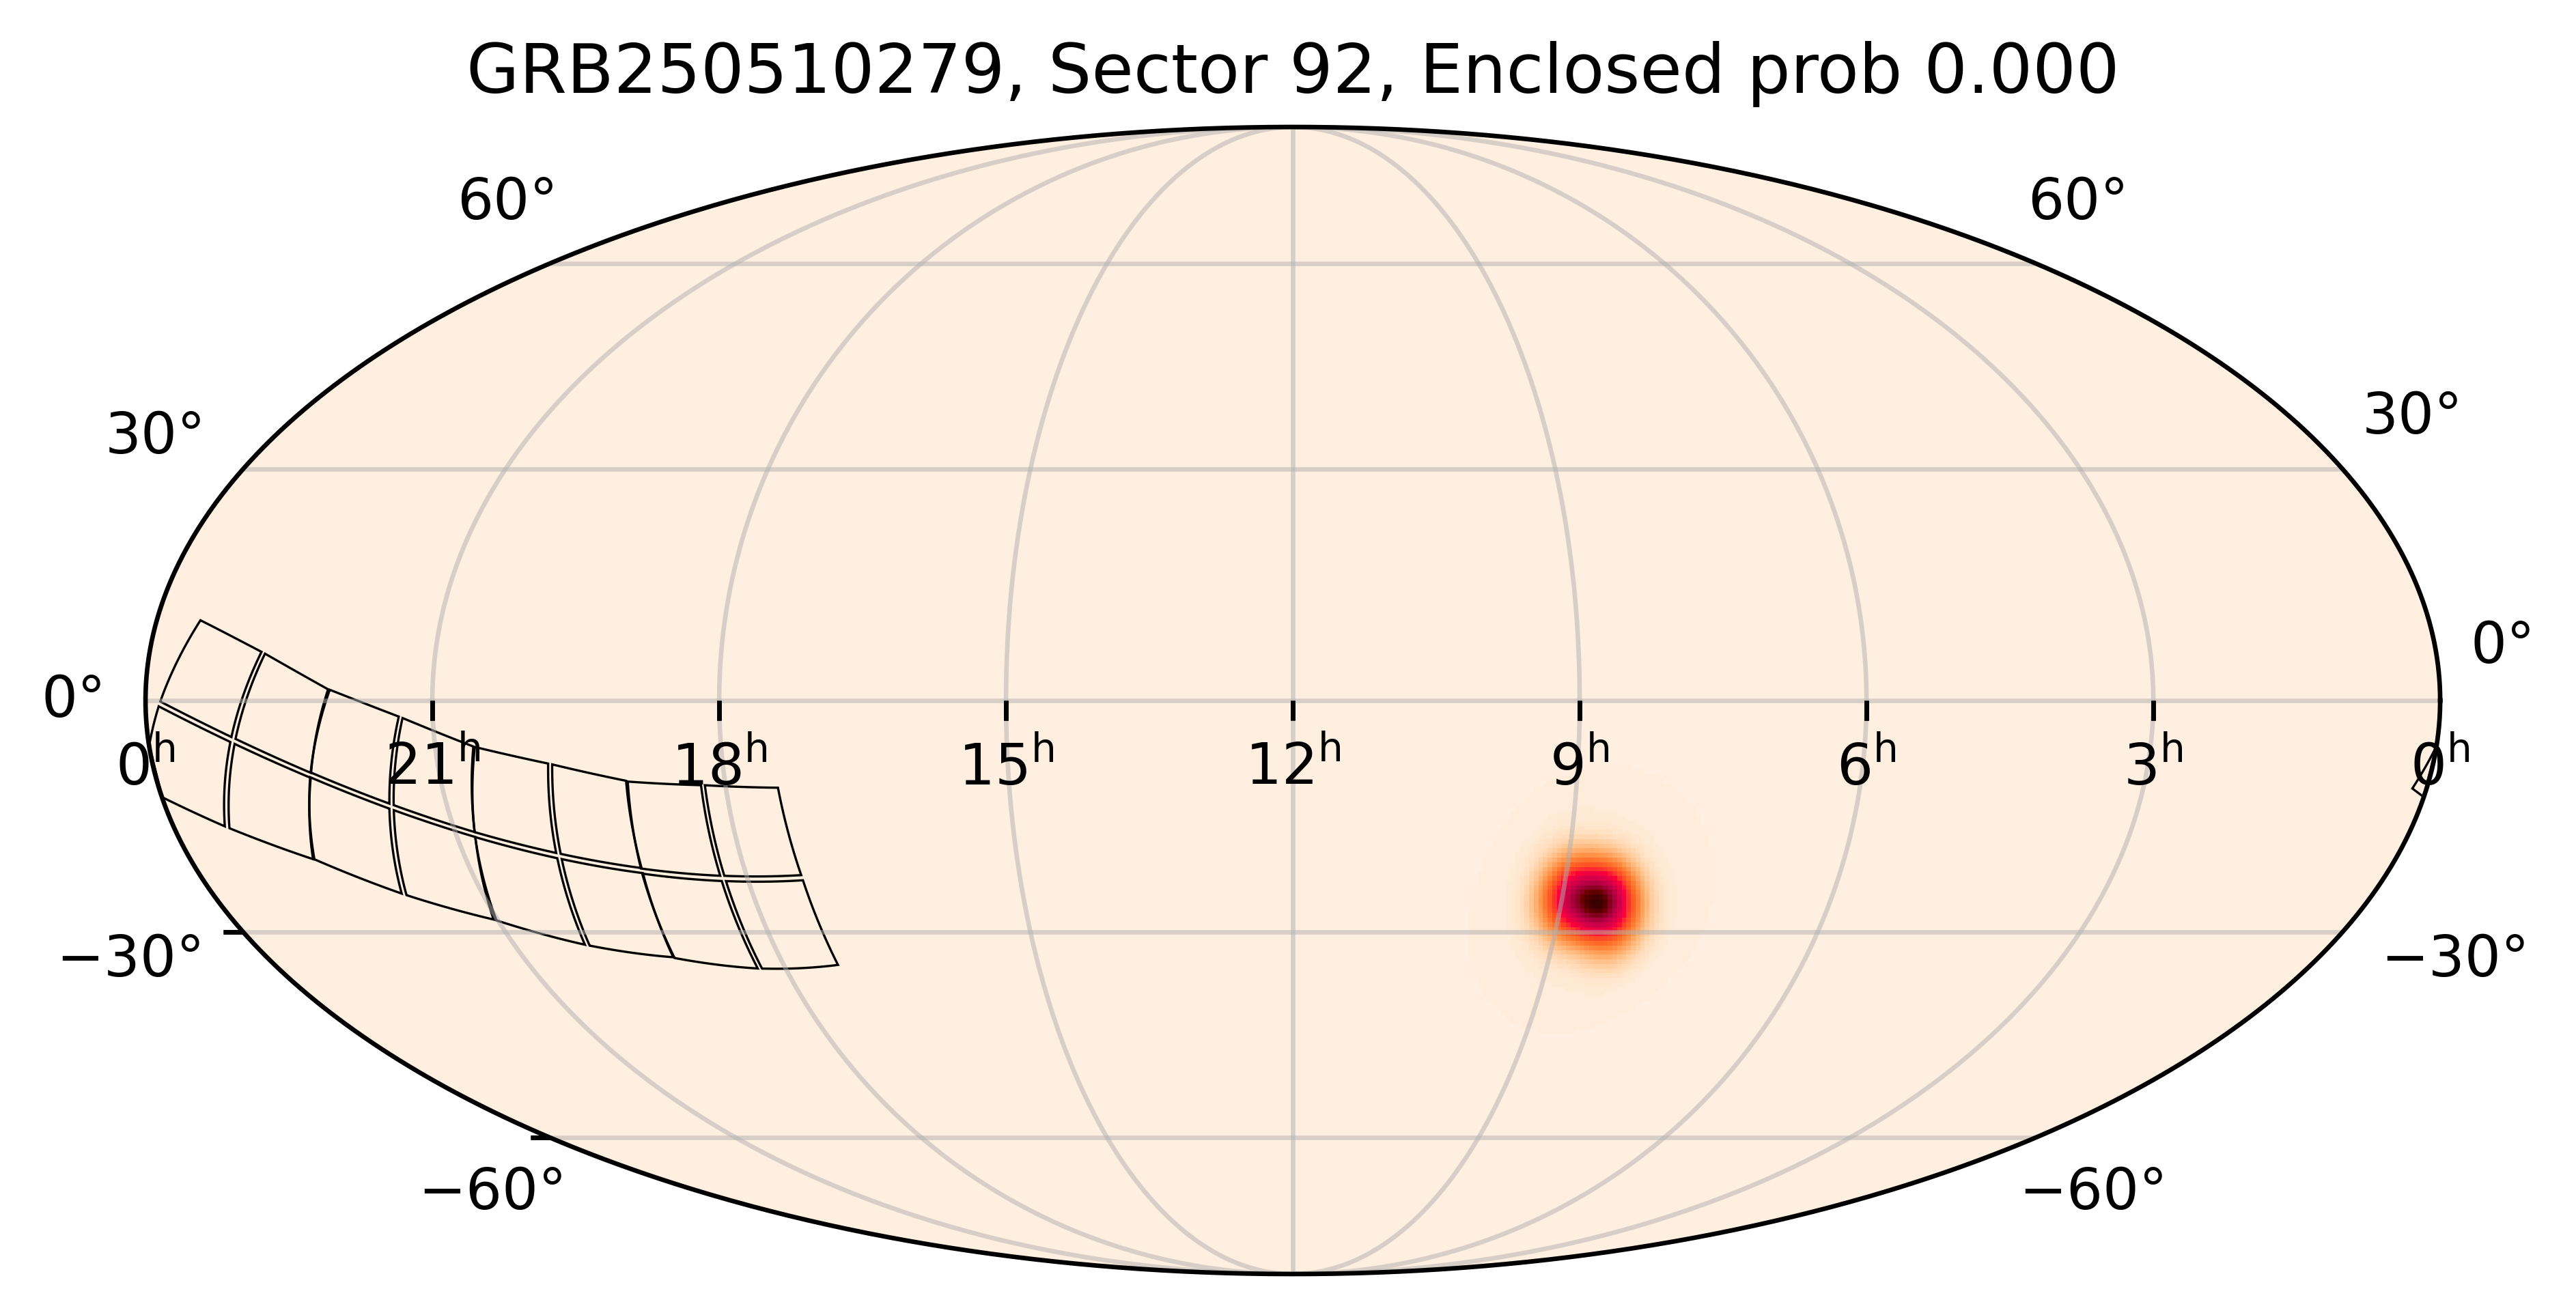 GRB250510279, Sector 92, Enclosed prob 0.000
60° 60°
30° 30°
0° 0°
0ʰ 21ʰ 18ʰ 15ʰ 12ʰ 9ʰ 6ʰ 3ʰ 0ʰ
−30° −30°
−60° −60°